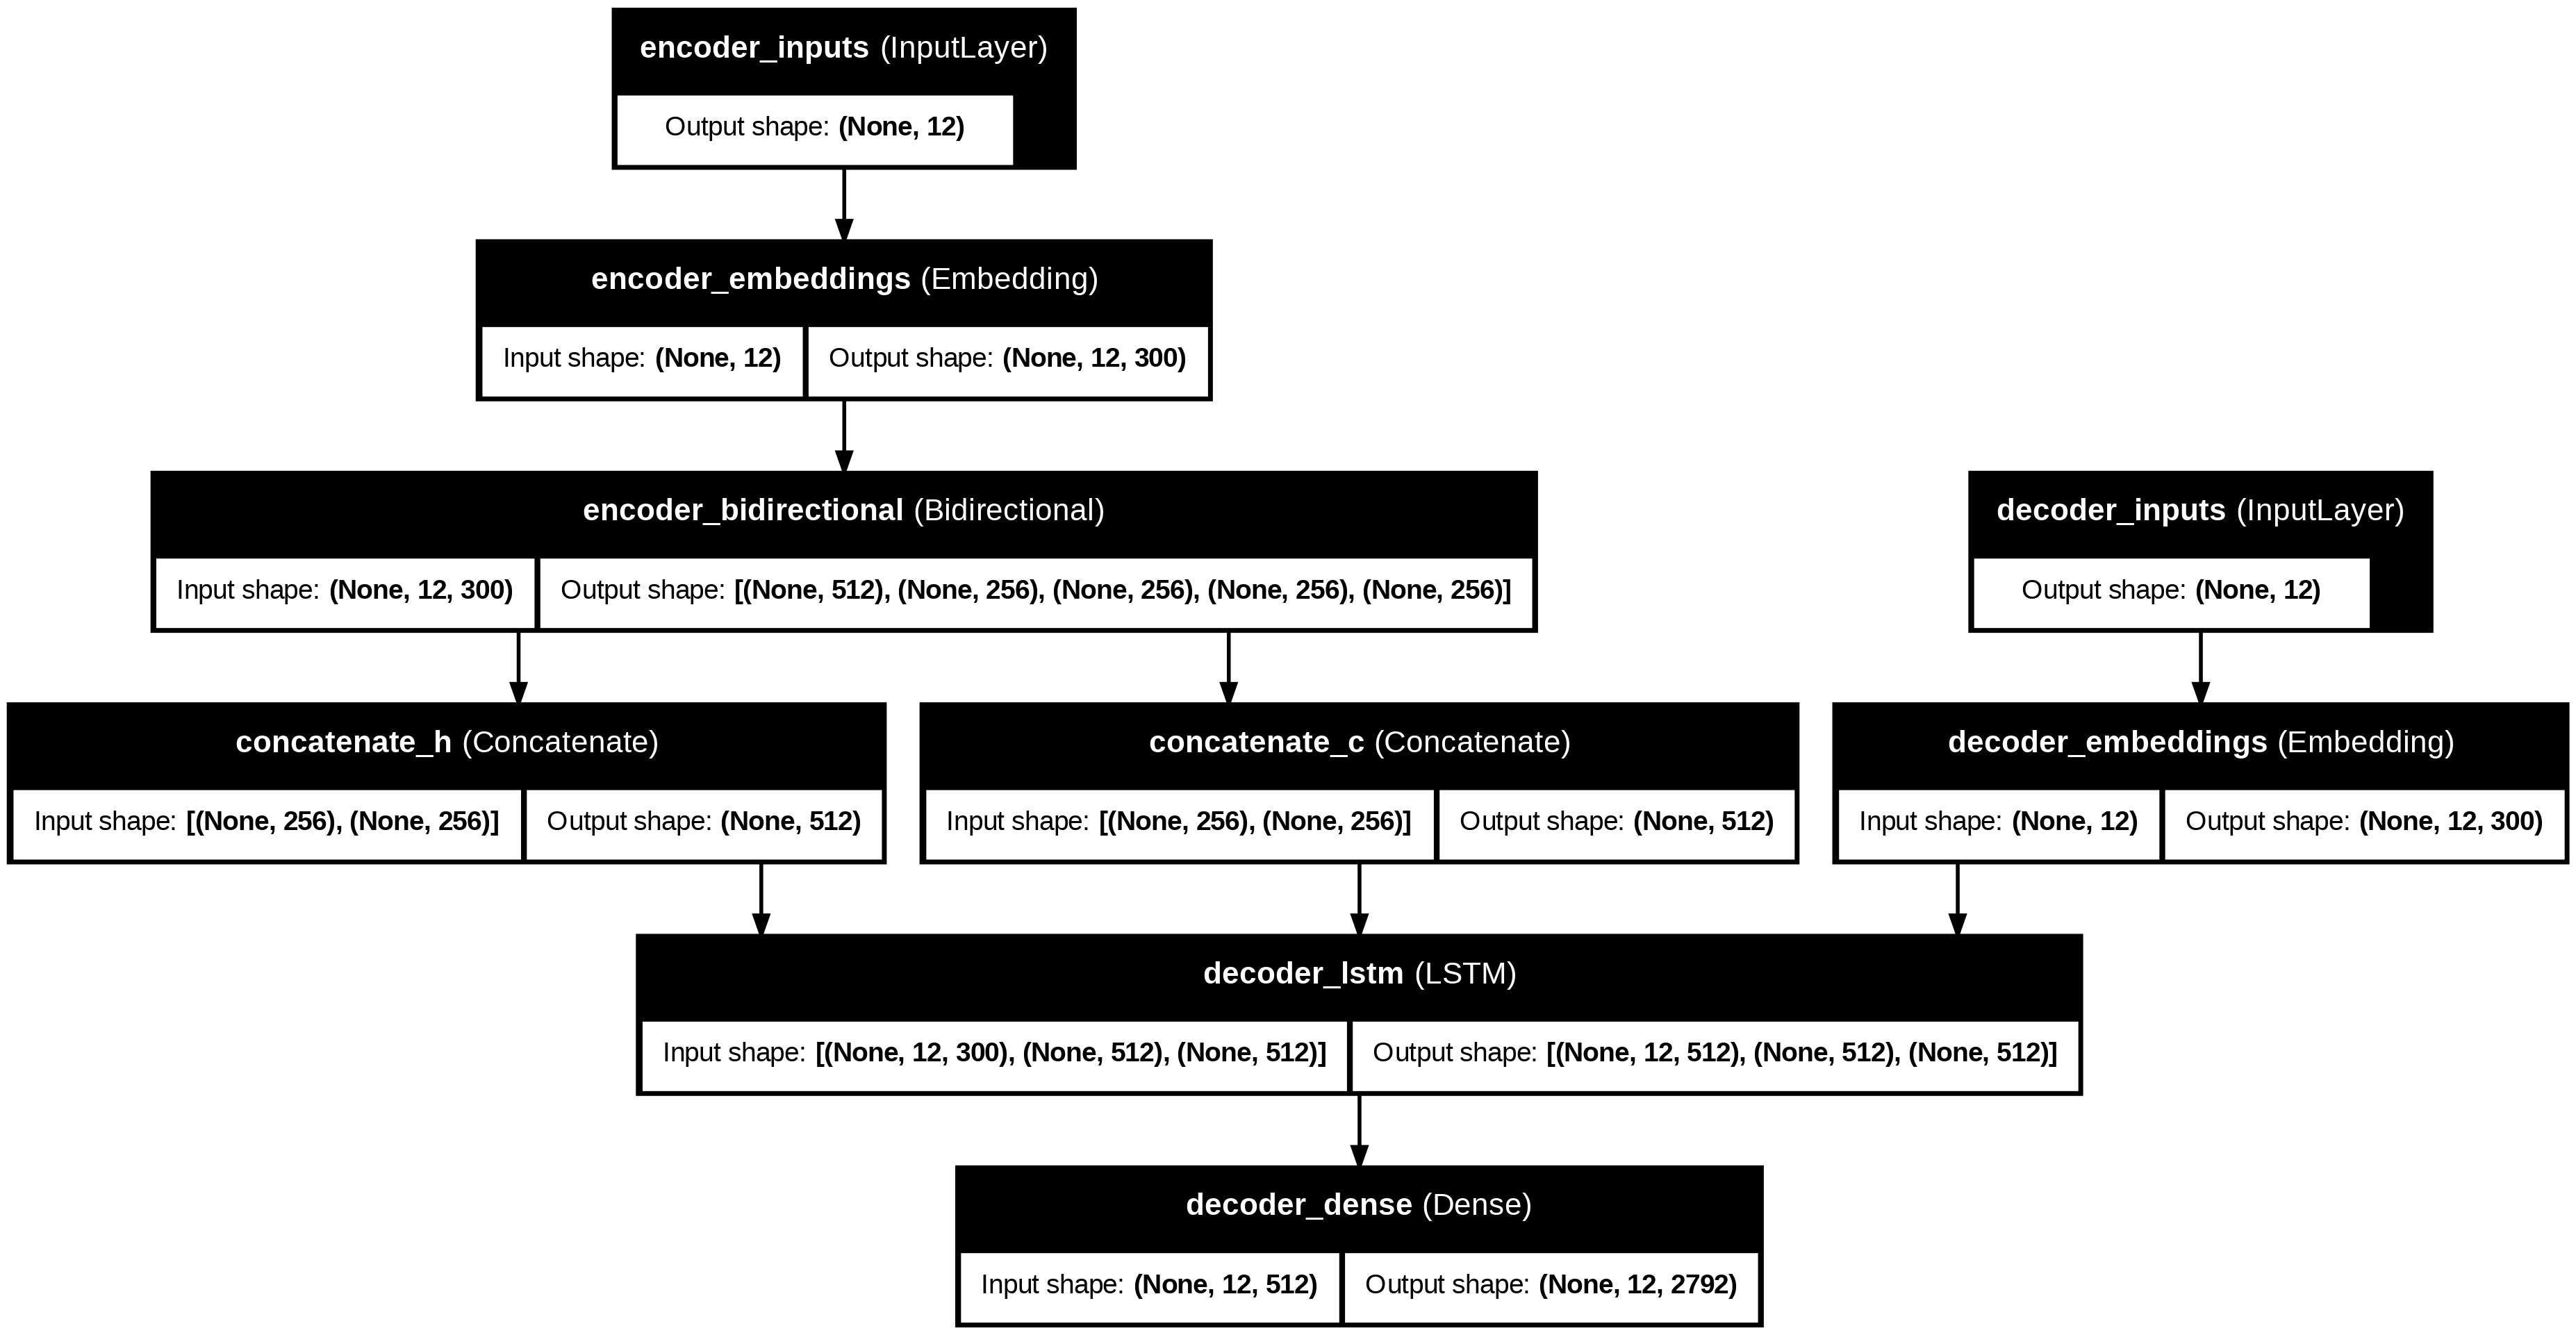 encoder_inputs (InputLayer)
Output shape: (None, 12)
encoder_embeddings (Embedding)
Input shape: (None, 12)
Output shape: (None, 12, 300)
encoder_bidirectional (Bidirectional)
Input shape: (None, 12, 300)
Output shape: [(None, 512), (None, 256), (None, 256), (None, 256), (None, 256)]
decoder_inputs (InputLayer)
Output shape: (None, 12)
concatenate_h (Concatenate)
Input shape: [(None, 256), (None, 256)]
Output shape: (None, 512)
concatenate_c (Concatenate)
Input shape: [(None, 256), (None, 256)]
Output shape: (None, 512)
decoder_embeddings (Embedding)
Input shape: (None, 12)
Output shape: (None, 12, 300)
decoder_lstm (LSTM)
Input shape: [(None, 12, 300), (None, 512), (None, 512)]
Output shape: [(None, 12, 512), (None, 512), (None, 512)]
decoder_dense (Dense)
Input shape: (None, 12, 512)
Output shape: (None, 12, 2792)